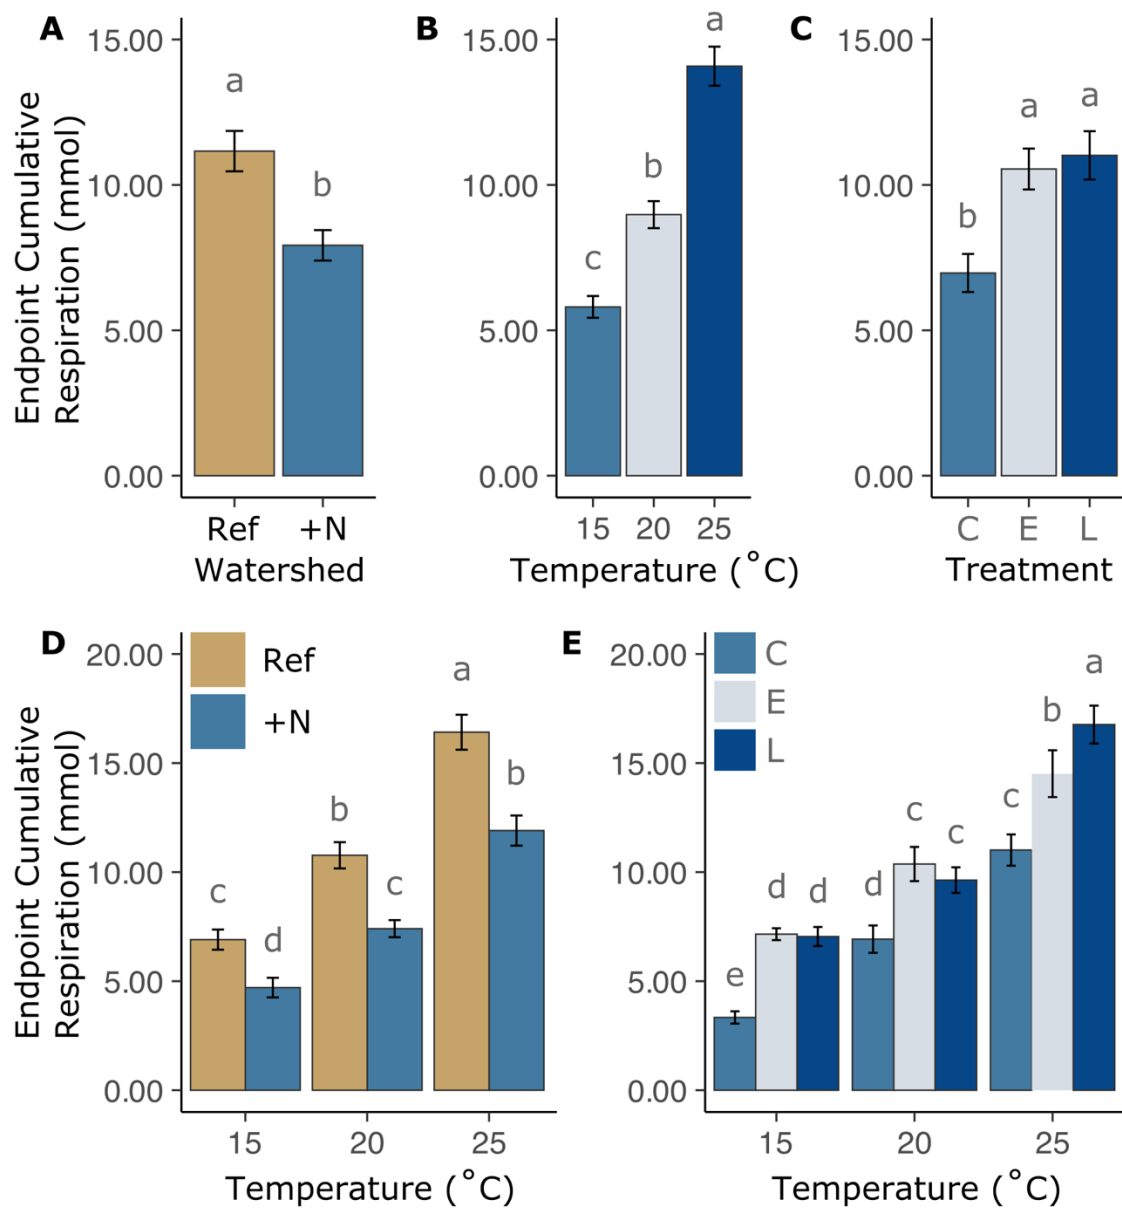 A
B
C
Endpoint Cumulative
Respiration (mmol)
15.00
10.00
5.00
0.00
a
b
Ref
+N
Watershed
15.00
10.00
5.00
0.00
c
b
a
15
20
25
Temperature (˚C)
15.00
10.00
5.00
0.00
b
a
a
C
E
L
Treatment
D
Endpoint Cumulative
Respiration (mmol)
20.00
15.00
10.00
5.00
0.00
Ref
+N
c
d
b
c
a
b
15
20
25
Temperature (˚C)
E
20.00
15.00
10.00
5.00
0.00
C
E
L
e
d
d
d
c
c
c
b
a
15
20
25
Temperature (˚C)